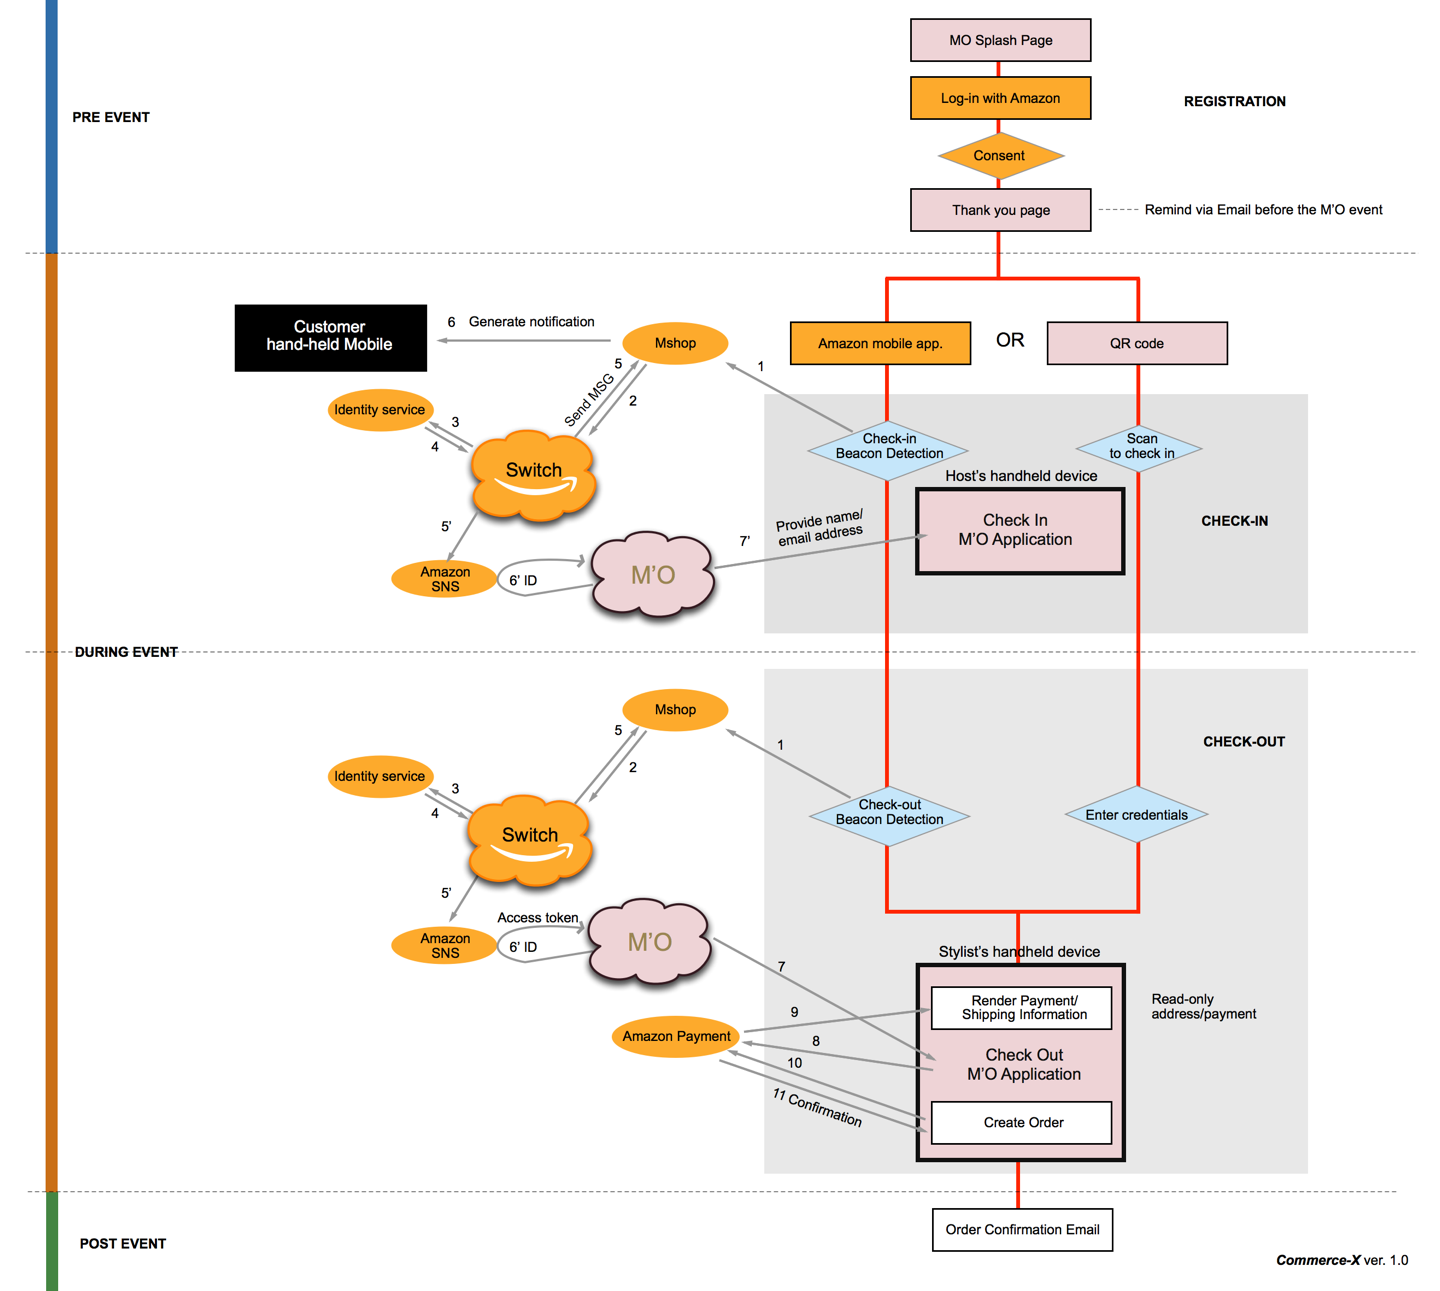 MO Splash Page
Log-in with Amazon
REGISTRATION
PRE EVENT
Consent
Thank you page
Remind via Email before the M’O event
Customer
hand-held Mobile
6 Generate notification
Mshop
Amazon mobile app.
OR
QR code
1
5
Send MSG
2
Identity service
3
4
Switch
Check-in
Beacon Detection
Scan
to check in
Host’s handheld device
Check In
M’O Application
CHECK-IN
5’
Provide name/
email address
7’
Amazon
SNS
6’ ID
M’O
DURING EVENT
Mshop
5
2
1
CHECK-OUT
Identity service
3
4
Switch
Check-out
Beacon Detection
Enter credentials
5’
Access token
Amazon
SNS
6’ ID
M’O
Stylist’s handheld device
7
Render Payment/
Shipping Information
Read-only
address/payment
9
Amazon Payment
8
Check Out
M’O Application
10
11 Confirmation
Create Order
Order Confirmation Email
POST EVENT
Commerce-X ver. 1.0